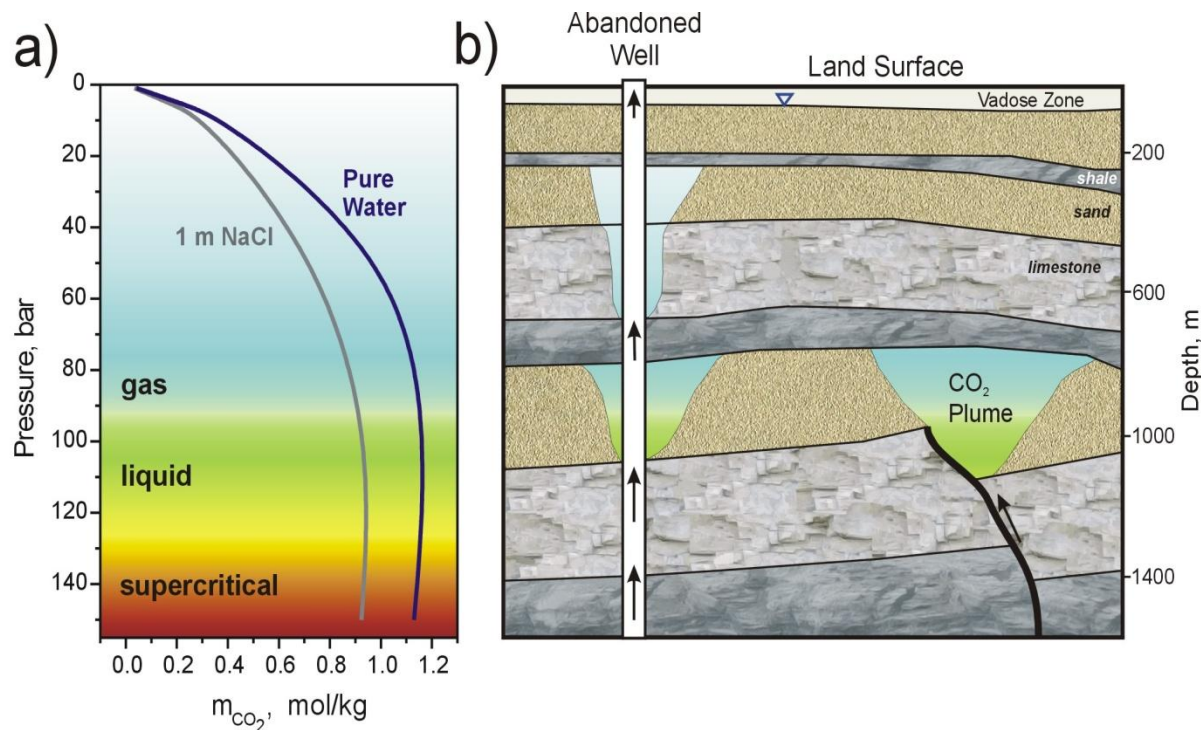 a)
0
20
40
60
80
100
120
140
Pressure, bar
Pure
Water
1 m NaCl
gas
liquid
supercritical
0.0 0.2 0.4 0.6 0.8 1.0 1.2
mCO2, mol/kg
b)
Abandoned
Well
Land Surface
Vadose Zone
shale
sand
limestone
CO2
Plume
200
600
1000
1400
Depth, m